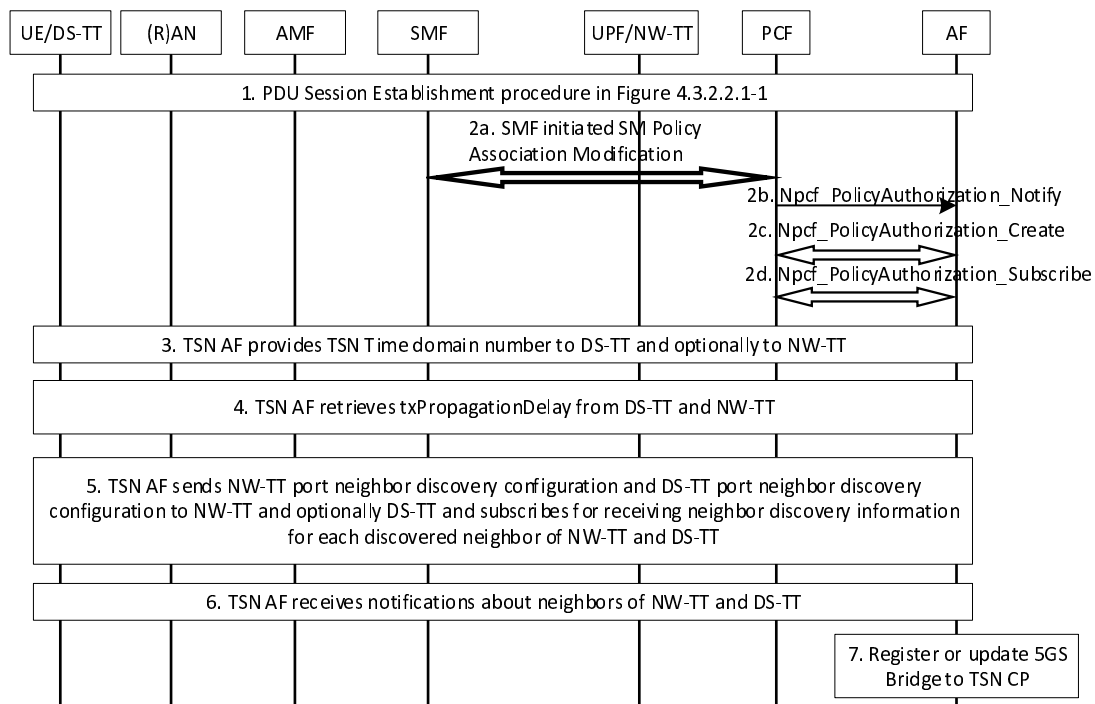 UE/DS-TT
(R)AN
AMF
SMF
UPF/NW-TT
PCF
AF
1. PDU Session Establishment procedure in Figure 4.3.2.2.1-1
2a. SMF initiated SM Policy
Association Modification
2b. Npcf_PolicyAuthorization_Notify
2c. Npcf_PolicyAuthorization_Create
2d. Npcf_PolicyAuthorization_Subscribe
3. TSN AF provides TSN Time domain number to DS-TT and optionally to NW-TT
4. TSN AF retrieves txPropagationDelay from DS-TT and NW-TT
5. TSN AF sends NW-TT port neighbor discovery configuration and DS-TT port neighbor discovery
configuration to NW-TT and optionally DS-TT and subscribes for receiving neighbor discovery information
for each discovered neighbor of NW-TT and DS-TT
6. TSN AF receives notifications about neighbors of NW-TT and DS-TT
7. Register or update 5GS
Bridge to TSN CP